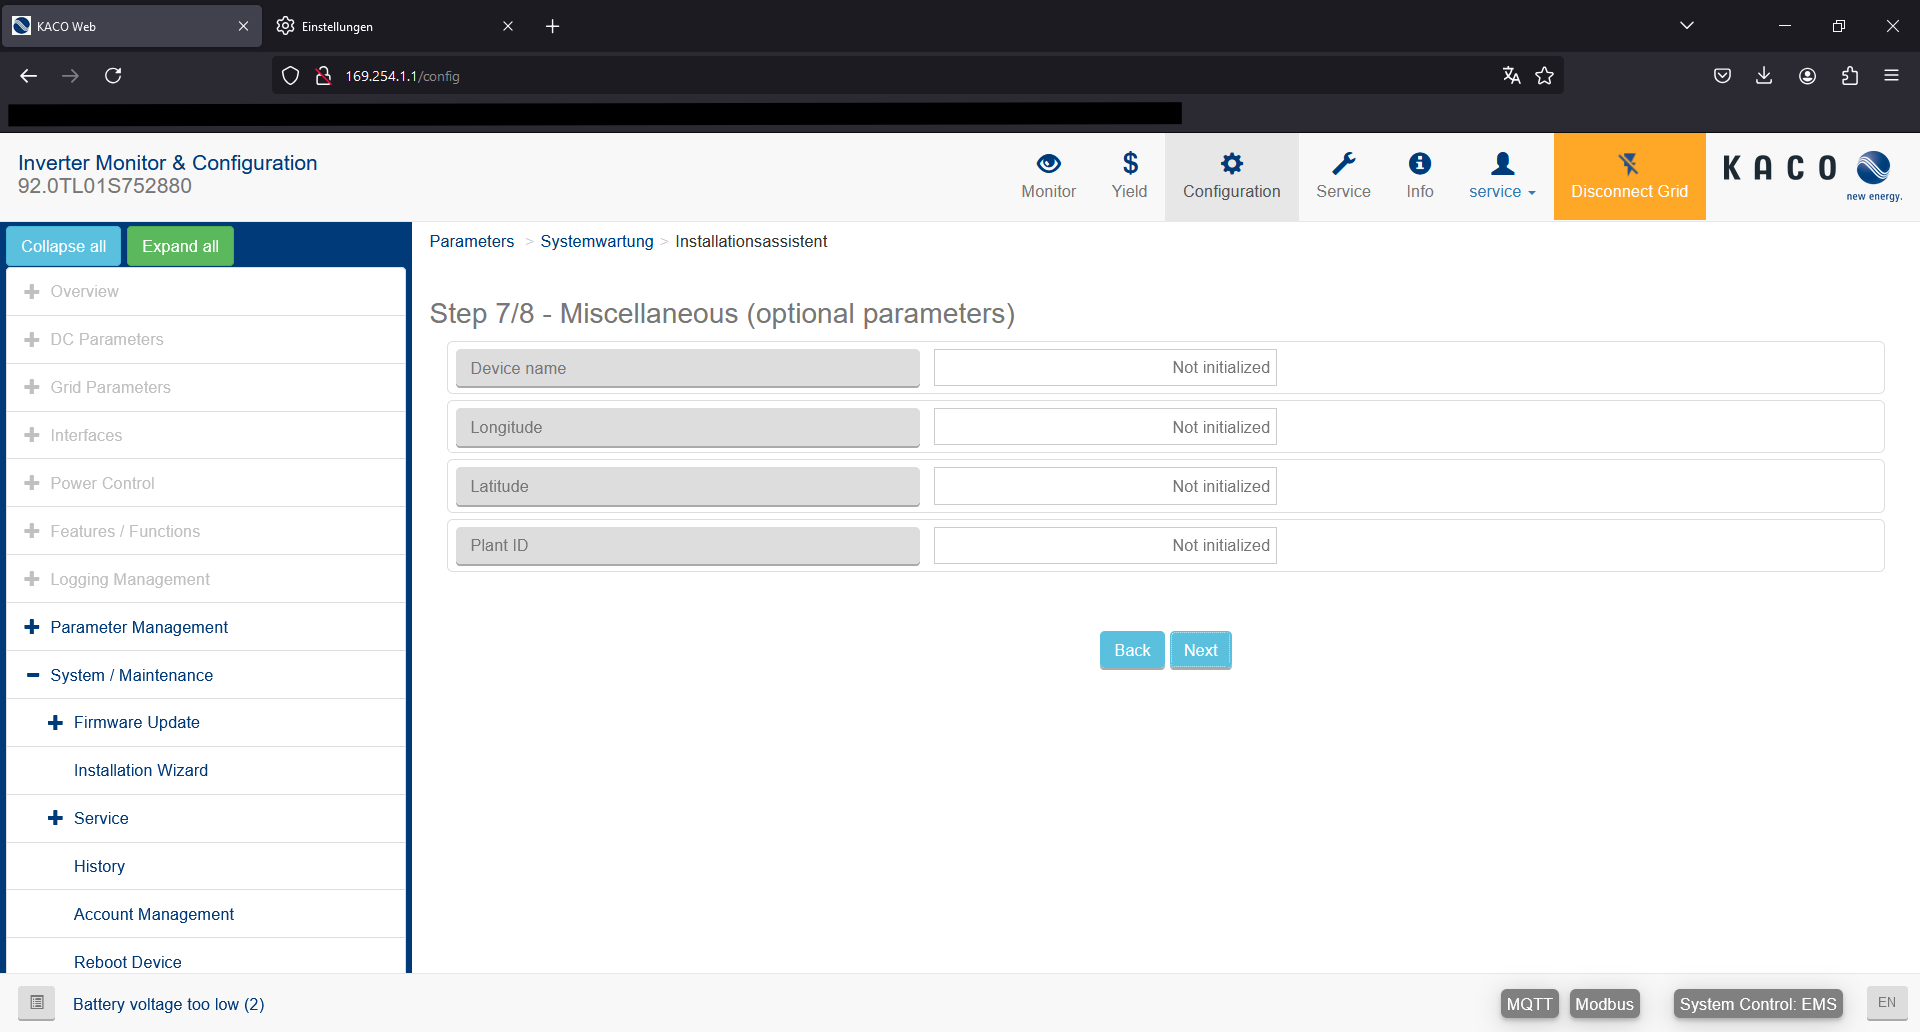 KACO Web
Einstellungen
169.254.1.1/config
Inverter Monitor & Configuration
92.0TL01S752880
Monitor
Yield
Configuration
Service
Info
service
Disconnect Grid
KACO
new energy.
Collapse all
Expand all
Parameters > Systemwartung > Installationsassistent
Overview
DC Parameters
Grid Parameters
Interfaces
Power Control
Features / Functions
Logging Management
Parameter Management
System / Maintenance
Firmware Update
Installation Wizard
Service
History
Account Management
Reboot Device
Step 7/8 - Miscellaneous (optional parameters)
Device name Not initialized
Longitude Not initialized
Latitude Not initialized
Plant ID Not initialized
Back Next
Battery voltage too low (2)
MQTT
Modbus
System Control: EMS
EN